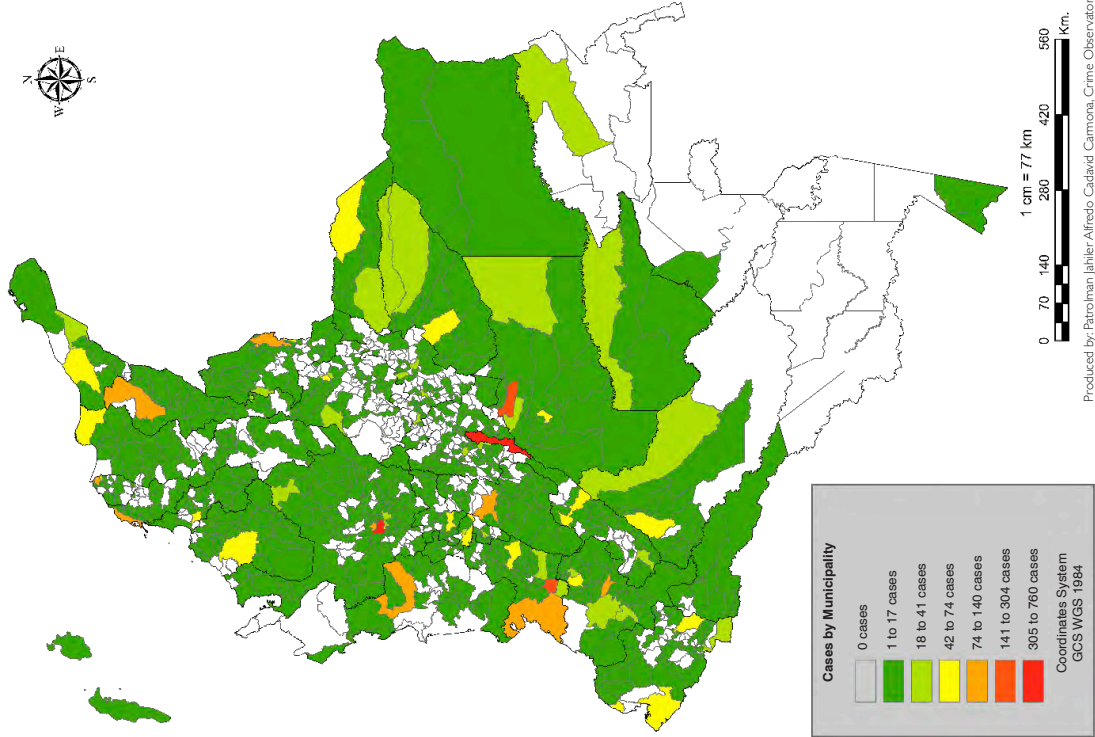 N
W
E
S
Cases by Municipality
0 cases
1 to 17 cases
18 to 41 cases
42 to 74 cases
74 to 140 cases
141 to 304 cases
305 to 760 cases
Coordinates System
GCS WGS 1984
1 cm = 77 km
0 70 140 280 420 560
Km.
Produced by: Patrolman Jahiler Alfredo Cadavid Carmona, Crime Observator